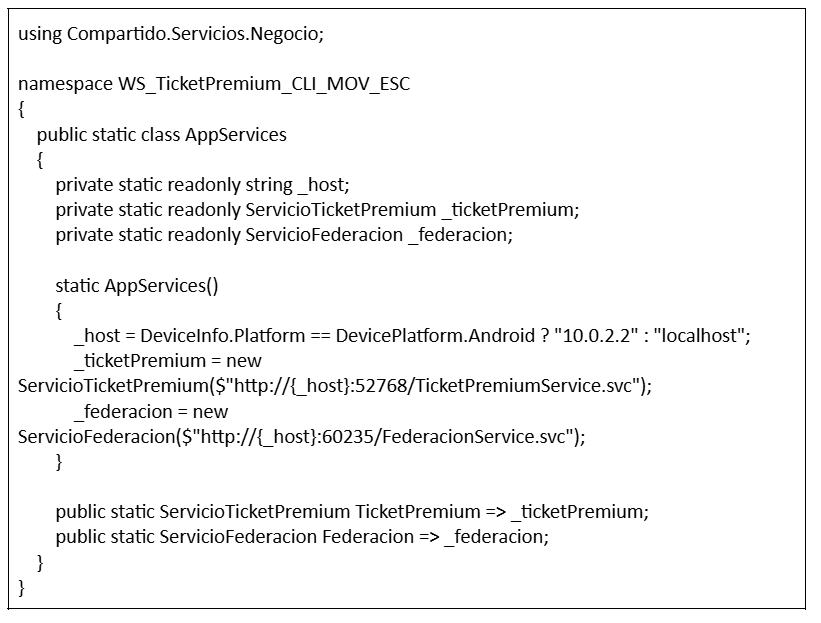 using Compartido.Servicios.Negocio;

namespace WS_TicketPremium_CLI_MOV_ESC
{
    public static class AppServices
    {
        private static readonly string _host;
        private static readonly ServicioTicketPremium _ticketPremium;
        private static readonly ServicioFederacion _federacion;

        static AppServices()
        {
            _host = DeviceInfo.Platform == DevicePlatform.Android ? "10.0.2.2" : "localhost";
            _ticketPremium = new
ServicioTicketPremium($"http://{_host}:52768/TicketPremiumService.svc");
            _federacion = new
ServicioFederacion($"http://{_host}:60235/FederacionService.svc");
        }

        public static ServicioTicketPremium TicketPremium => _ticketPremium;
        public static ServicioFederacion Federacion => _federacion;
    }
}